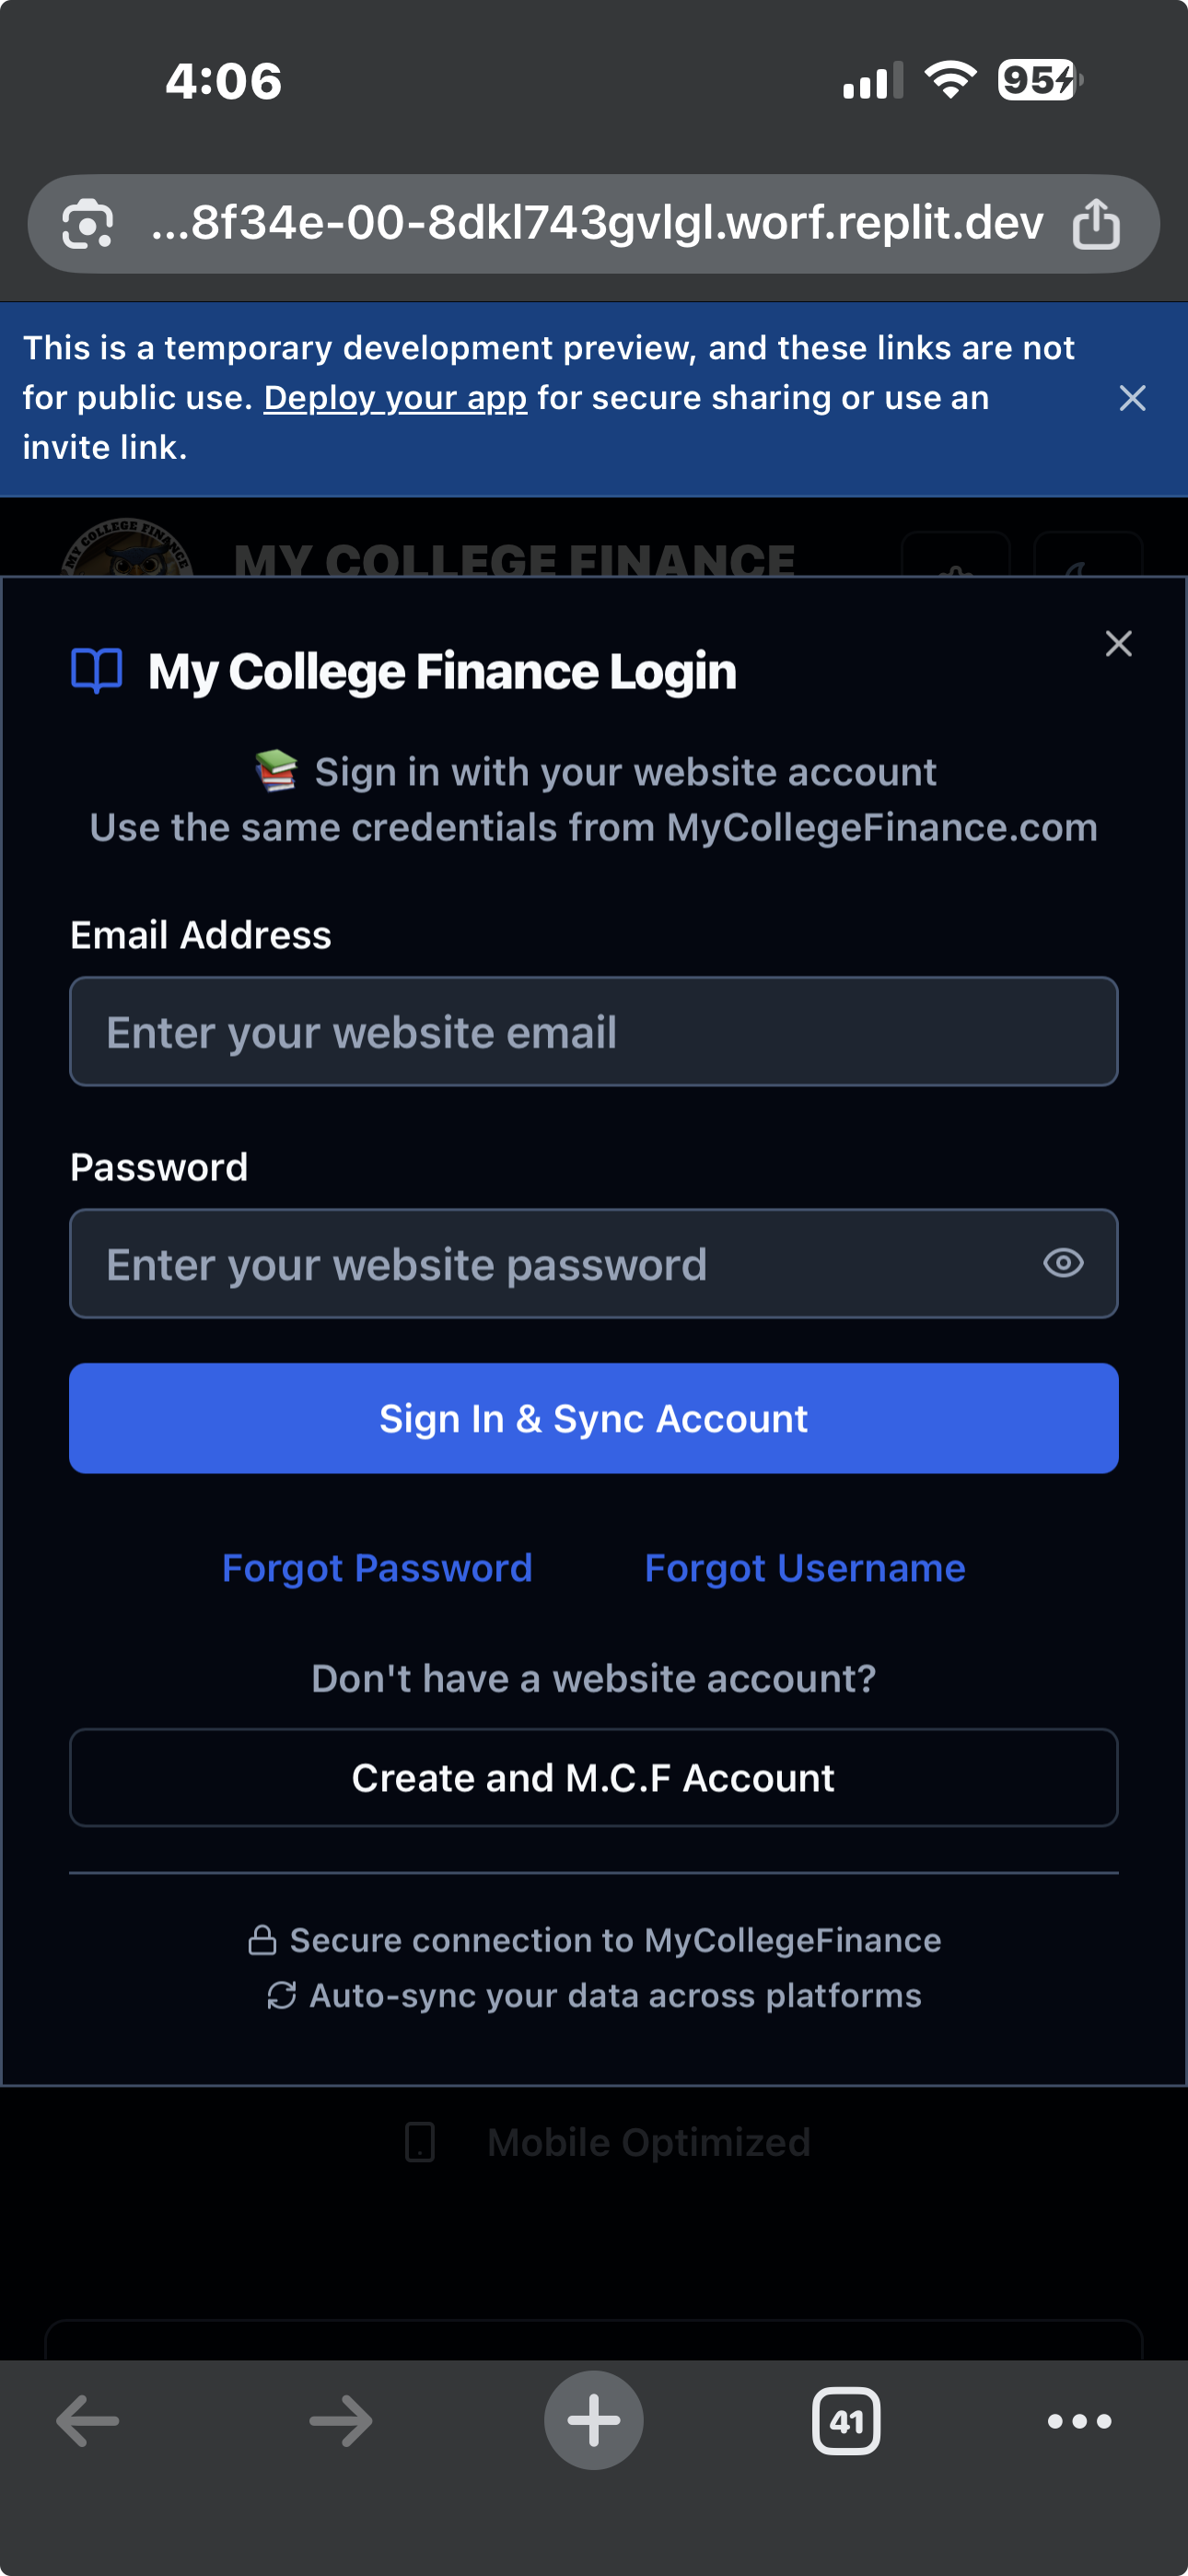 4:06
95
...8f34e-00-8dkl743gvlgl.worf.replit.dev
This is a temporary development preview, and these links are not
for public use. Deploy your app for secure sharing or use an
invite link.
MY COLLEGE FINANCE
MY COLLEGE FINANCE
My College Finance Login
📚 Sign in with your website account
Use the same credentials from MyCollegeFinance.com
Email Address
Enter your website email
Password
Enter your website password
Sign In & Sync Account
Forgot Password Forgot Username
Don't have a website account?
Create and M.C.F Account
Secure connection to MyCollegeFinance
Auto-sync your data across platforms
Mobile Optimized
41